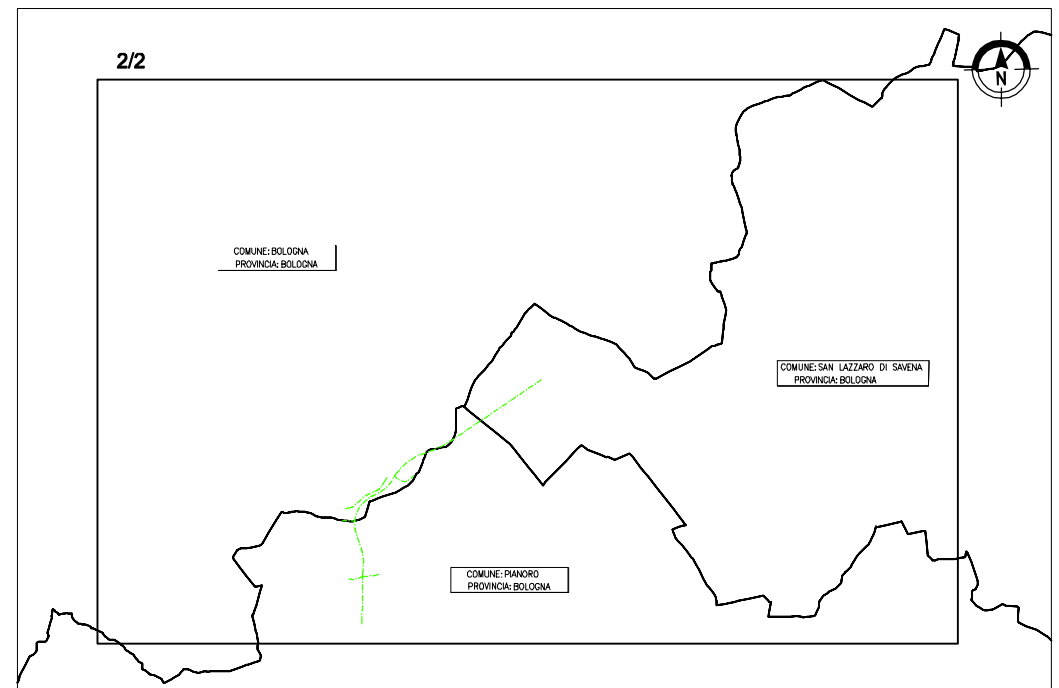 2/2
N
COMUNE: BOLOGNA
PROVINCIA: BOLOGNA
COMUNE: SAN LAZZARO DI SAVENA
PROVINCIA: BOLOGNA
COMUNE: PIANORO
PROVINCIA: BOLOGNA